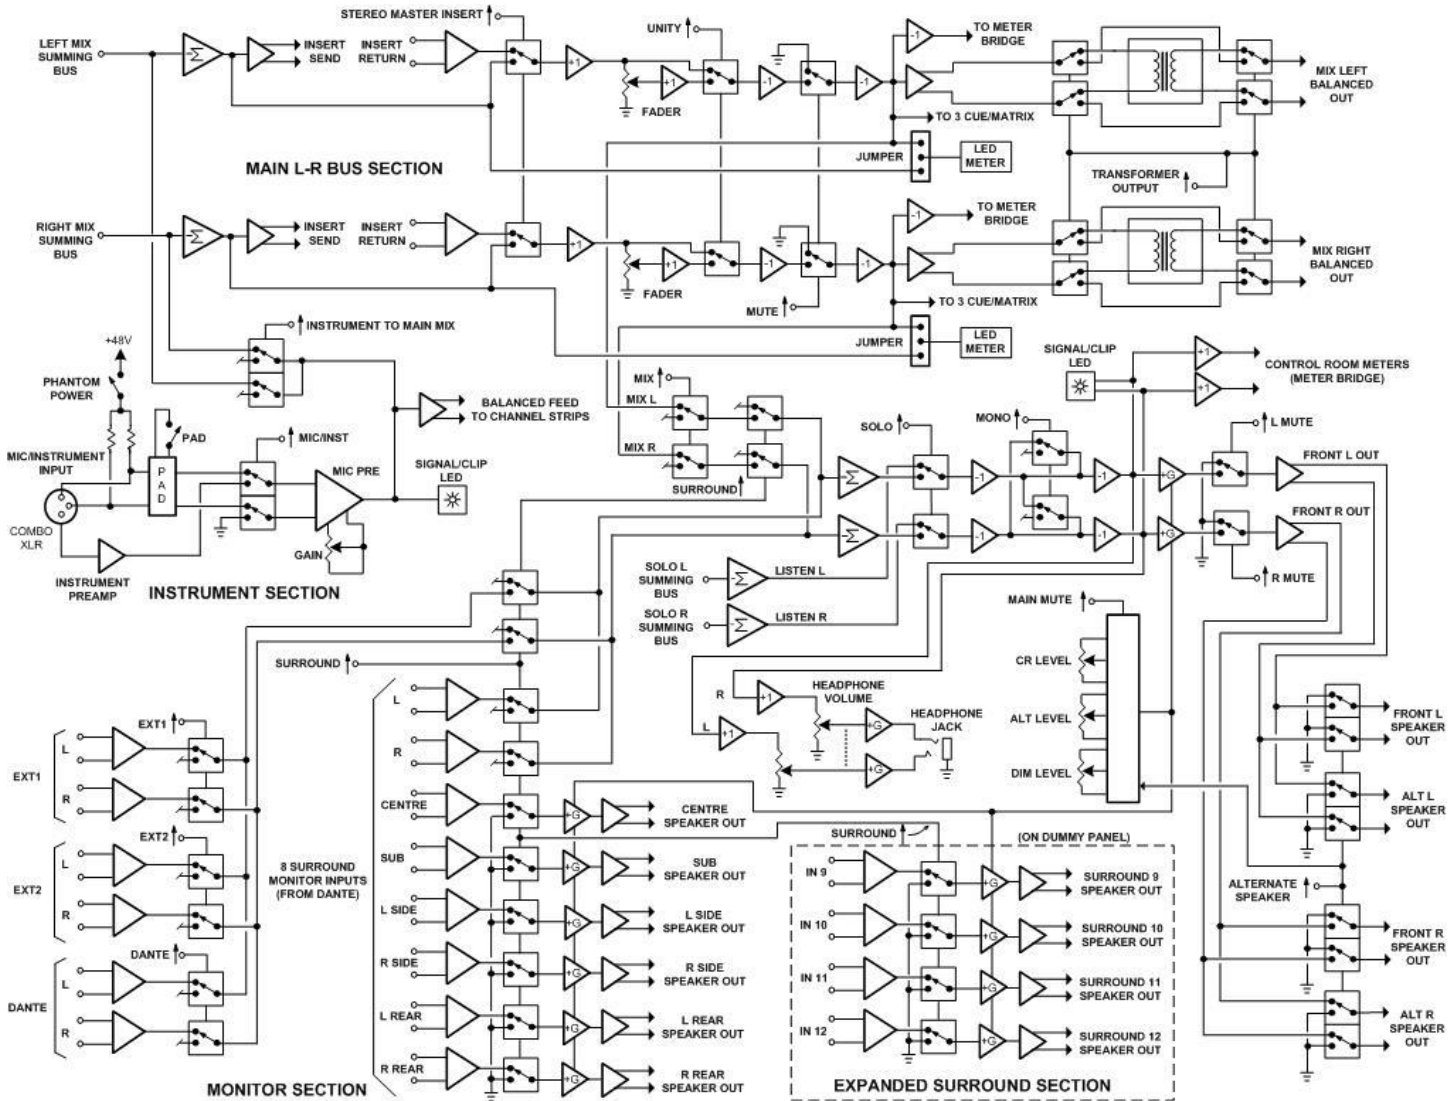 STEREO MASTER INSERT
LEFT MIX
SUMMING
BUS
-Σ
INSERT
SEND
INSERT
RETURN
+1
UNITY
+1
FADER
-1
-1
-1
TO METER
BRIDGE
TO 3 CUE/MATRIX
JUMPER
LED
METER
MIX LEFT
BALANCED
OUT
TRANSFORMER
OUTPUT
MAIN L-R BUS SECTION
RIGHT MIX
SUMMING
BUS
-Σ
INSERT
SEND
INSERT
RETURN
+1
+1
FADER
-1
-1
-1
MUTE
TO METER
BRIDGE
TO 3 CUE/MATRIX
JUMPER
LED
METER
MIX RIGHT
BALANCED
OUT
INSTRUMENT TO MAIN MIX
+48V
PHANTOM
POWER
PAD
MIC/INST
MIC/INSTRUMENT
INPUT
P
A
D
MIC PRE
BALANCED FEED
TO CHANNEL STRIPS
SIGNAL/CLIP
LED
COMBO
XLR
GAIN
INSTRUMENT
PREAMP
INSTRUMENT SECTION
MIX
MIX L
MIX R
SURROUND
SOLO
-Σ
-Σ
-1
-1
MONO
-1
-1
SIGNAL/CLIP
LED
+1
+1
CONTROL ROOM METERS
(METER BRIDGE)
+G
+G
L MUTE
FRONT L OUT
FRONT R OUT
R MUTE
SOLO L
SUMMING
BUS
-Σ
LISTEN L
SOLO R
SUMMING
BUS
-Σ
LISTEN R
MAIN MUTE
CR LEVEL
ALT LEVEL
DIM LEVEL
R
+1
L
+1
HEADPHONE
VOLUME
+G
+G
HEADPHONE
JACK
FRONT L
SPEAKER
OUT
ALT L
SPEAKER
OUT
ALTERNATE
SPEAKER
FRONT R
SPEAKER
OUT
ALT R
SPEAKER
OUT
SURROUND
EXT1
EXT1
L
R
EXT2
EXT2
L
R
DANTE
DANTE
L
R
8 SURROUND
MONITOR INPUTS
(FROM DANTE)
L
R
CENTRE
+G
CENTRE
SPEAKER OUT
SUB
+G
SUB
SPEAKER OUT
L SIDE
+G
L SIDE
SPEAKER OUT
R SIDE
+G
R SIDE
SPEAKER OUT
L REAR
+G
L REAR
SPEAKER OUT
R REAR
+G
R REAR
SPEAKER OUT
MONITOR SECTION
SURROUND
(ON DUMMY PANEL)
IN 9
+G
SURROUND 9
SPEAKER OUT
IN 10
+G
SURROUND 10
SPEAKER OUT
IN 11
+G
SURROUND 11
SPEAKER OUT
IN 12
+G
SURROUND 12
SPEAKER OUT
EXPANDED SURROUND SECTION